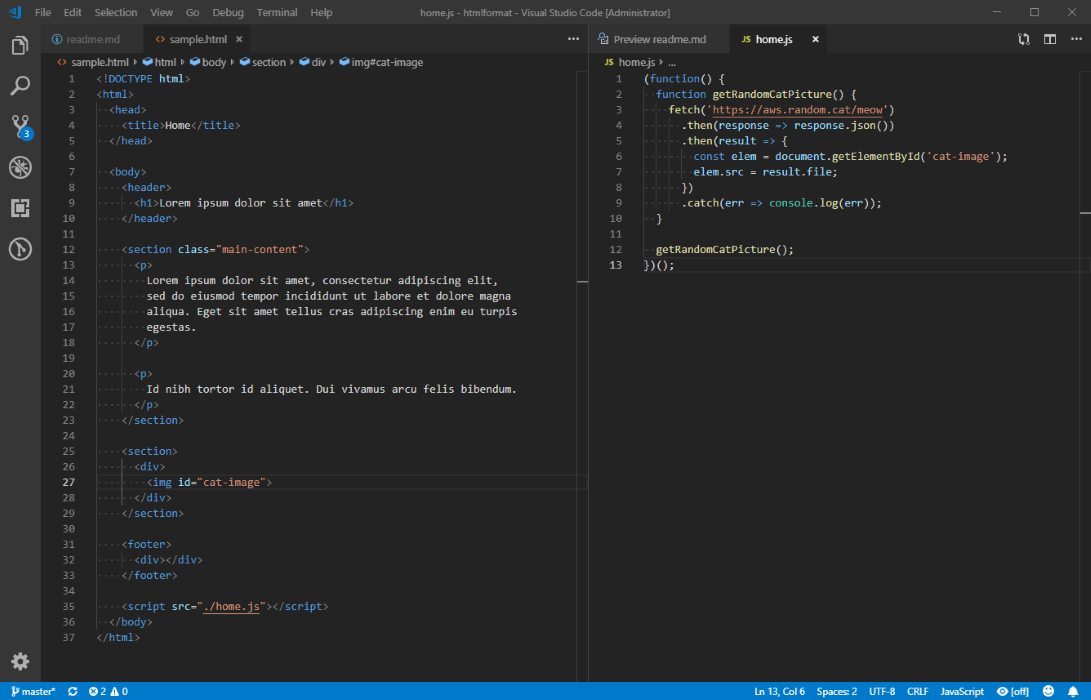 File Edit Selection View Go Debug Terminal Help home.js - htmlformat - Visual Studio Code [Administrator]
readme.md sample.html ×
sample.html › html › body › section › div › img#cat-image
1 <!DOCTYPE html>
2 <html>
3 <head>
4 <title>Home</title>
5 </head>
6
7 <body>
8 <header>
9 <h1>Lorem ipsum dolor sit amet</h1>
10 </header>
11
12 <section class="main-content">
13 <p>
14 Lorem ipsum dolor sit amet, consectetur adipiscing elit,
15 sed do eiusmod tempor incididunt ut labore et dolore magna
16 aliqua. Eget sit amet tellus cras adipiscing enim eu turpis
17 egestas.
18 </p>
19
20 <p>
21 Id nibh tortor id aliquet. Dui vivamus arcu felis bibendum.
22 </p>
23 </section>
24
25 <section>
26 <div>
27 <img id="cat-image">
28 </div>
29 </section>
30
31 <footer>
32 <div></div>
33 </footer>
34
35 <script src="./home.js"></script>
36 </body>
37 </html>
Preview readme.md JS home.js ×
JS home.js › ...
1 (function() {
2 function getRandomCatPicture() {
3 fetch('https://aws.random.cat/meow')
4 .then(response => response.json())
5 .then(result => {
6 const elem = document.getElementById('cat-image');
7 elem.src = result.file;
8 })
9 .catch(err => console.log(err));
10 }
11
12 getRandomCatPicture();
13 })();
3
master* 2 0 Ln 13, Col 6 Spaces: 2 UTF-8 CRLF JavaScript [off]